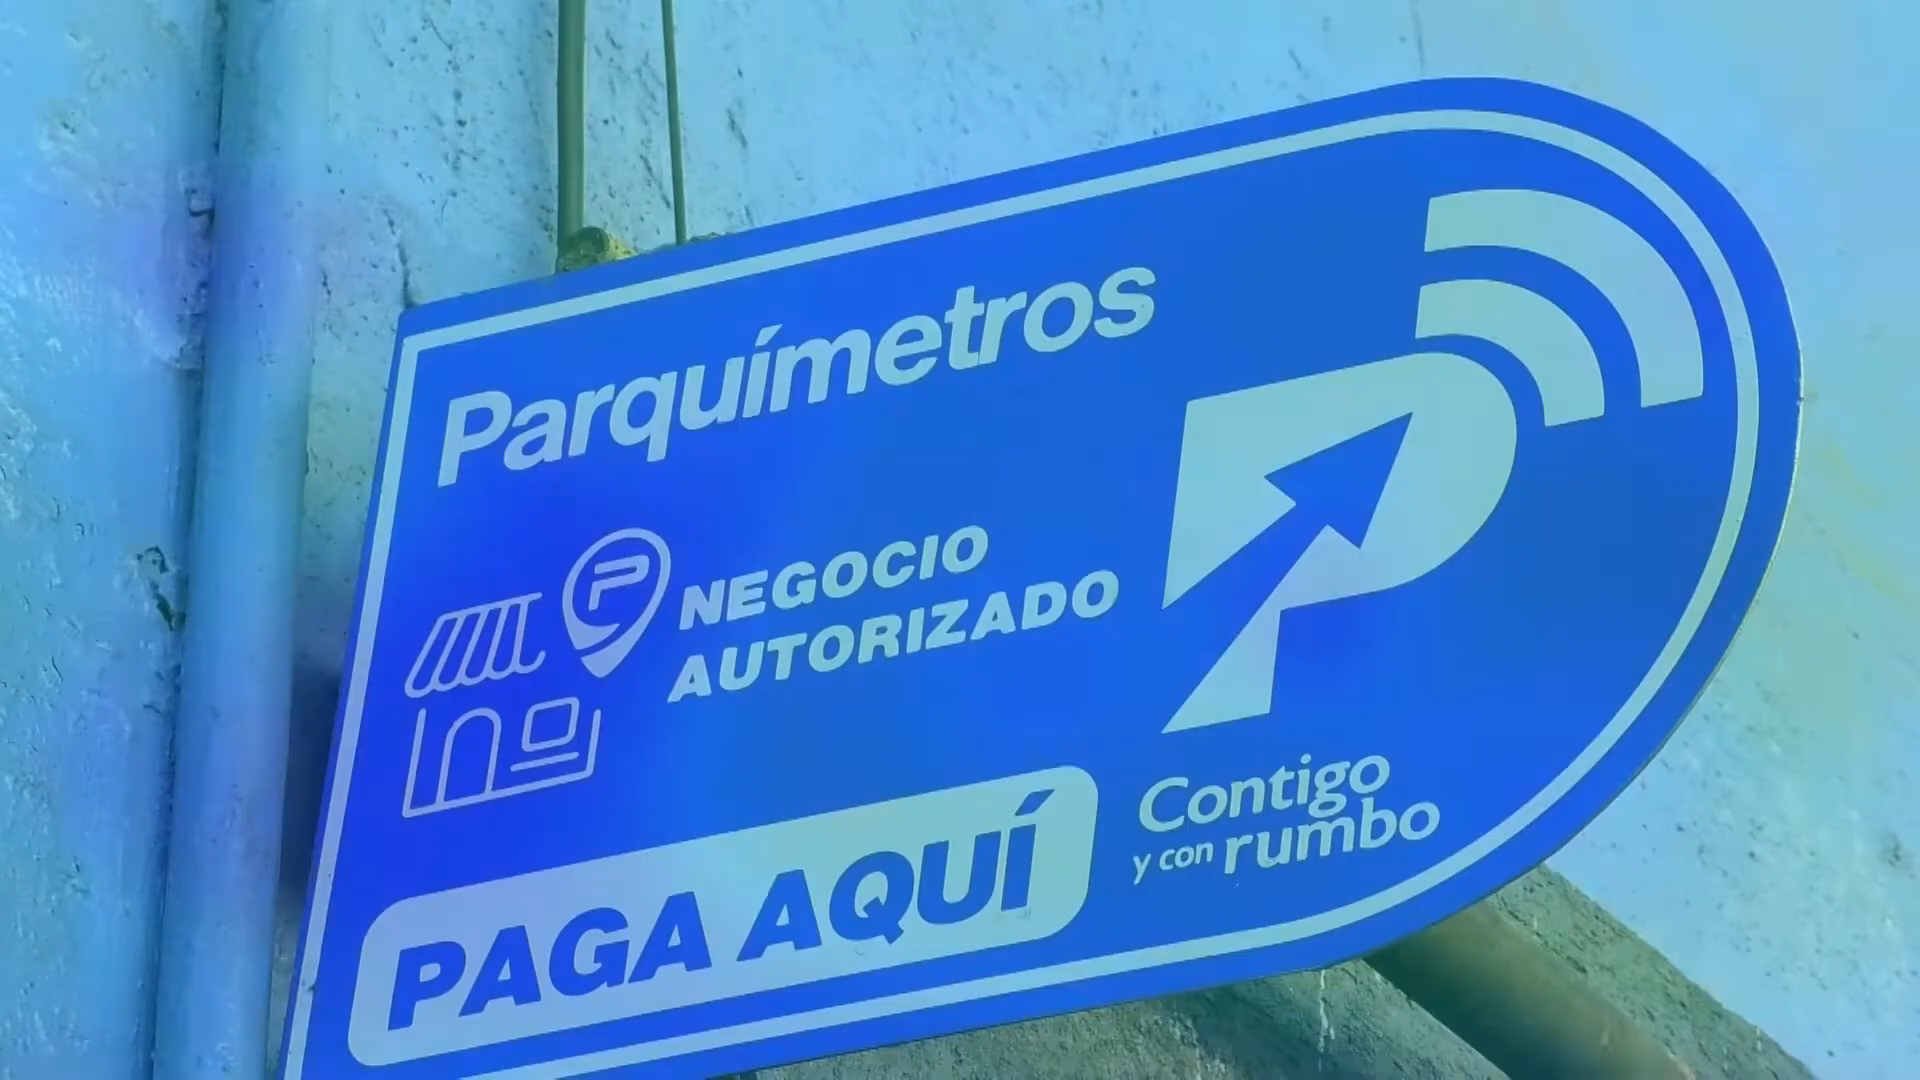 Parquímetros
P
NEGOCIO
AUTORIZADO
PAGA AQUÍ
Contigo
y con rumbo